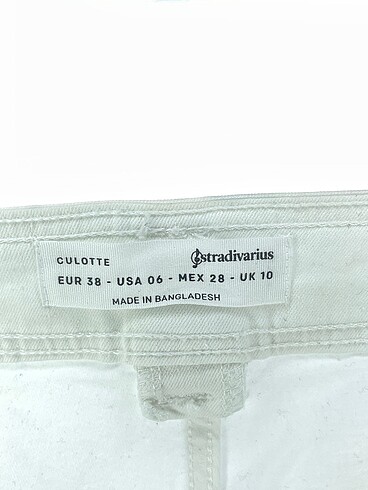 CULOTTE stradivarius
EUR 38 - USA 06 - MEX 28 - UK 10
MADE IN BANGLADESH